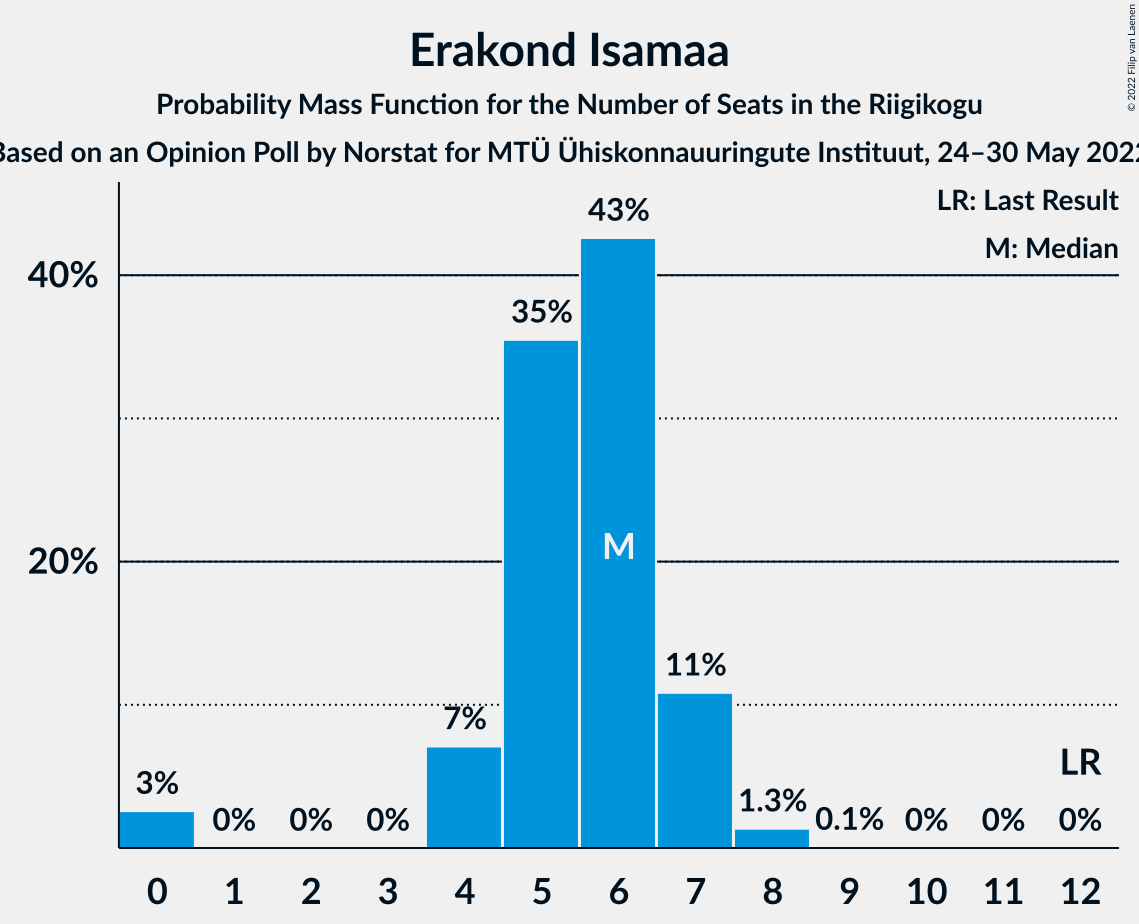 Erakond Isamaa
Probability Mass Function for the Number of Seats in the Riigikogu
Based on an Opinion Poll by Norstat for MTÜ Ühiskonnauuringute Instituut, 24–30 May 2022
© 2022 Filip van Laenen
LR: Last Result
M: Median
43%
40%
35%
M
20%
11%
7%
LR
3%
0%
0%
0%
1.3%
0.1%
0%
0%
0%
0 1 2 3 4 5 6 7 8 9 10 11 12